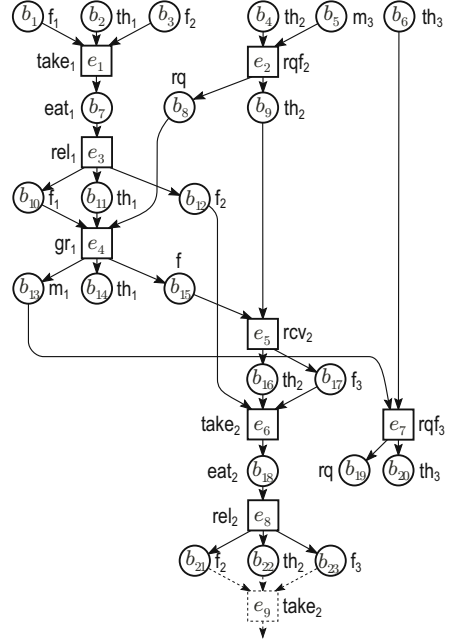 b₁ f₁ b₂ th₁ b₃ f₂ b₄ th₂ b₅ m₃ b₆ th₃
take₁ e₁ e₂ rqf₂
rq
eat₁ b₇ b₈ b₉ th₂
rel₁ e₃
b₁₀ f₁ b₁₁ th₁ b₁₂ f₂
gr₁ e₄
f
b₁₃ m₁ b₁₄ th₁ b₁₅
e₅ rcv₂
b₁₆ th₂ b₁₇ f₃
take₂ e₆ e₇ rqf₃
eat₂ b₁₈ rq b₁₉ b₂₀ th₃
rel₂ e₈
b₂₁ f₂ b₂₂ th₂ b₂₃ f₃
e₉ take₂